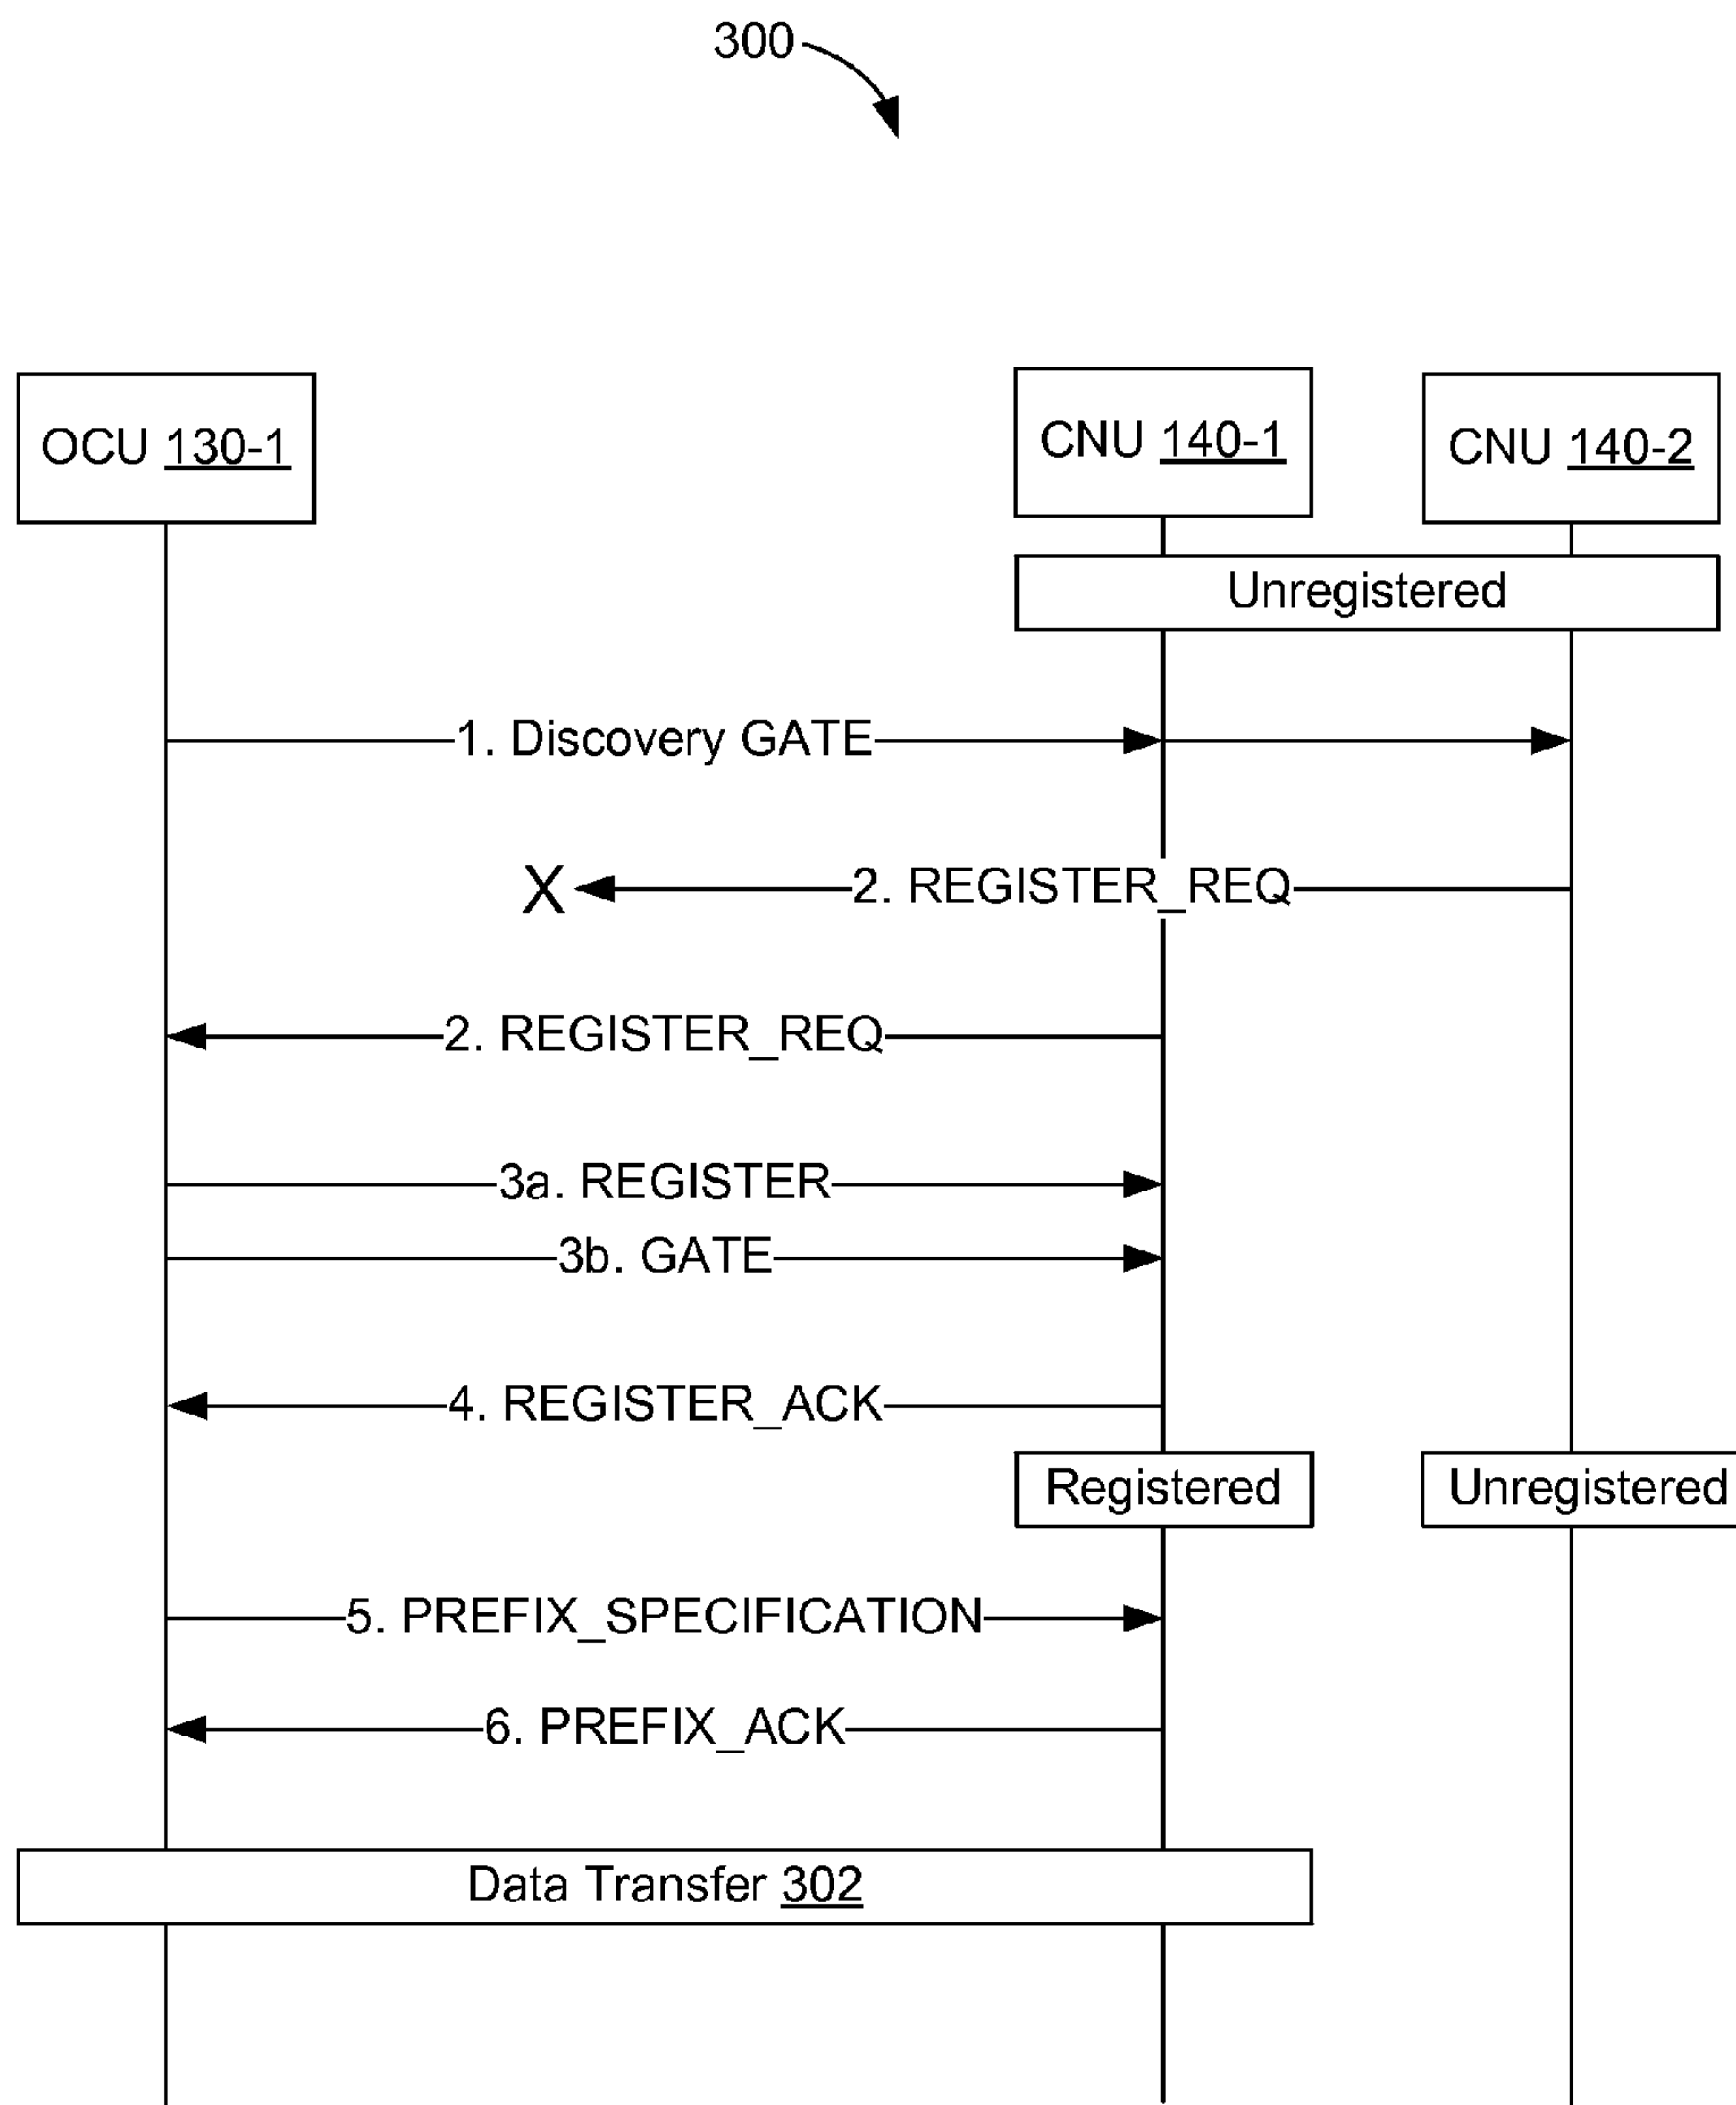 300
OCU 130-1
CNU 140-1
CNU 140-2
Unregistered
1. Discovery GATE
X
2. REGISTER_REQ
2. REGISTER_REQ
3a. REGISTER
3b. GATE
4. REGISTER_ACK
Registered
Unregistered
5. PREFIX_SPECIFICATION
6. PREFIX_ACK
Data Transfer 302